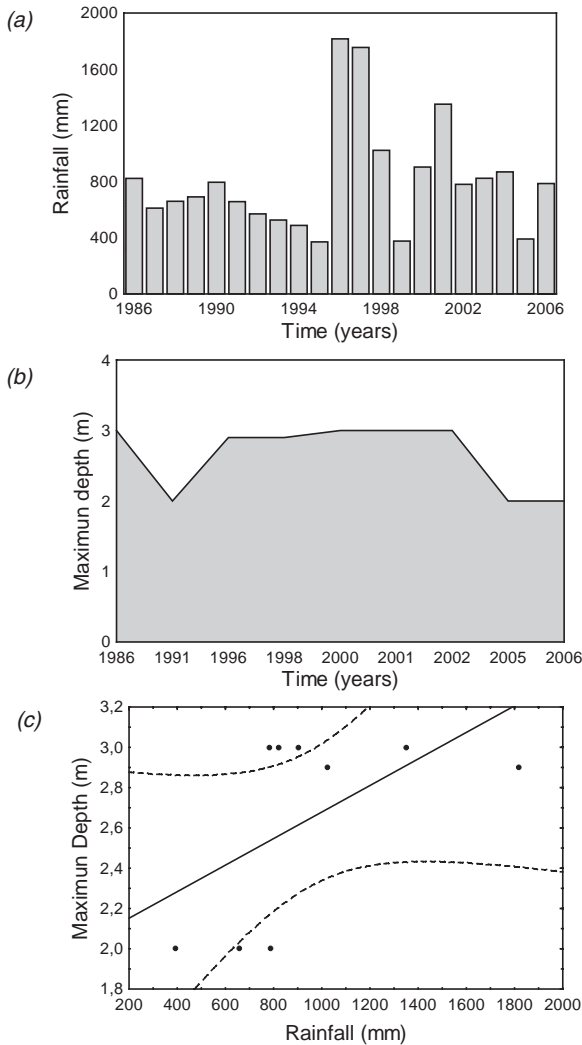 (a)
Rainfall (mm)
2000
1600
1200
800
400
0
1986 1990 1994 1998 2002 2006
Time (years)
(b)
Maximun depth (m)
4
3
2
1
0
1986 1991 1996 1998 2000 2001 2002 2005 2006
Time (years)
(c)
Maximun Depth (m)
3,2
3,0
2,8
2,6
2,4
2,2
2,0
1,8
200 400 600 800 1000 1200 1400 1600 1800 2000
Rainfall (mm)